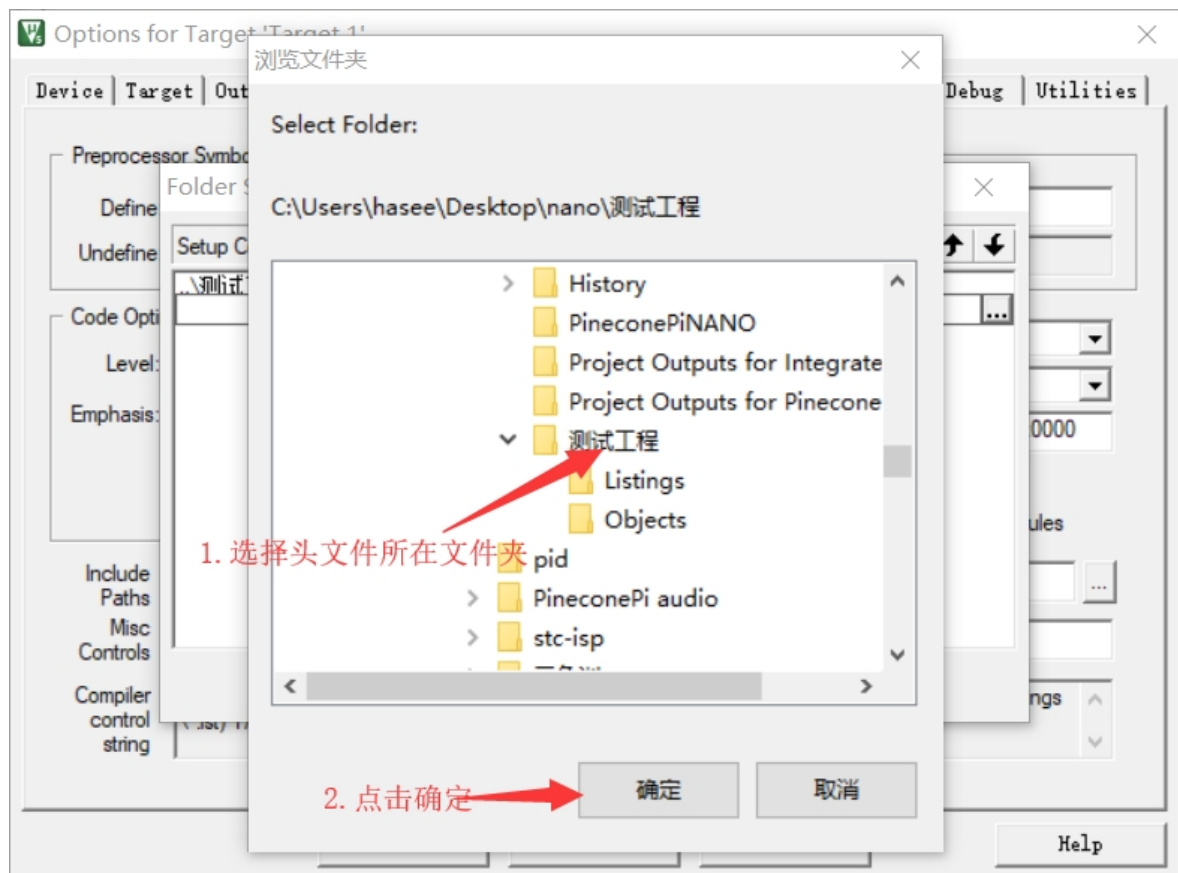 Options for Target 'Target 1'
浏览文件夹
Device Target Out
Debug Utilities
Select Folder:
Preprocessor Symbo
Folder S
Define
C:\Users\hasee\Desktop\nano\测试工程
Undefine
Setup C
..\测试
History
Code Opti
...
PineconePiNANO
Level:
Project Outputs for Integrate
Emphasis:
Project Outputs for Pinecone
0000
测试工程
Listings
Objects
ules
1.选择头文件所在文件夹
pid
Include
Paths
...
PineconePi audio
Misc
Controls
stc-isp
Compiler
control
string
ngs
2.点击确定
确定
取消
Help